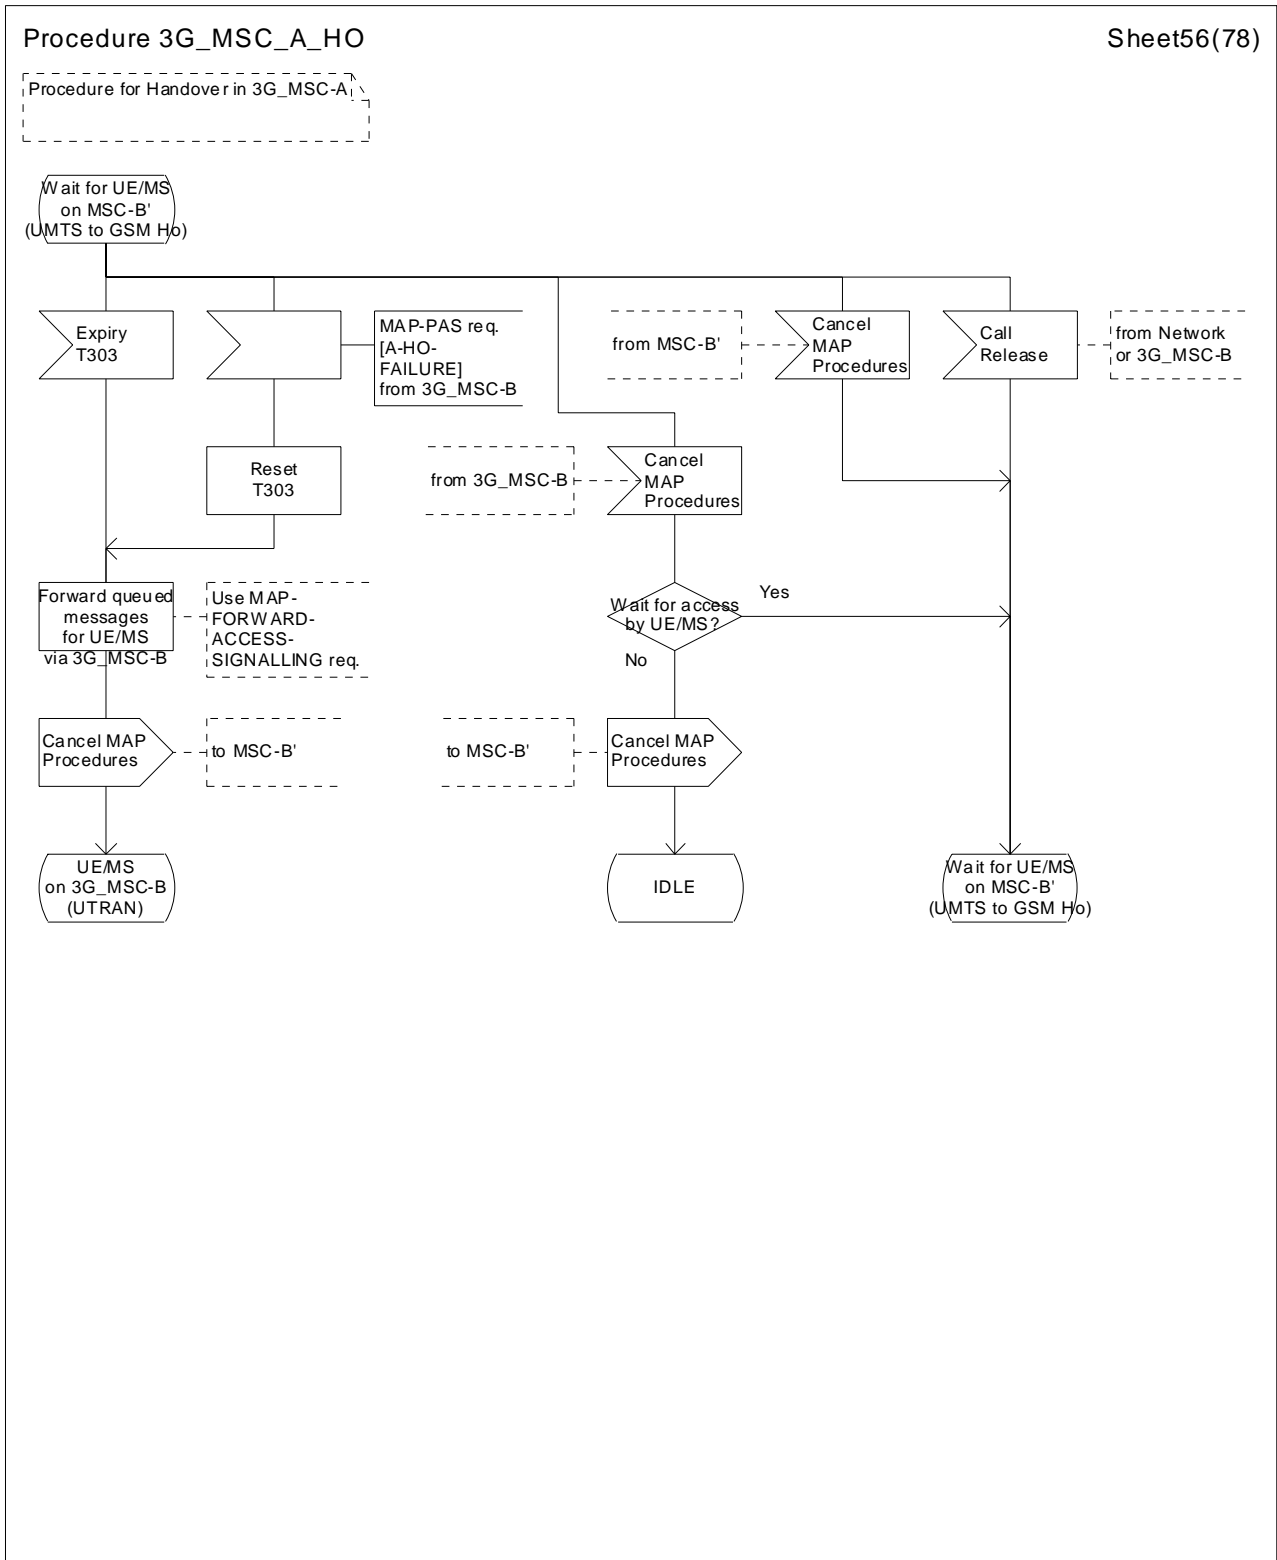 Procedure 3G_MSC_A_HO
Sheet56(78)
Procedure for Handover in 3G_MSC-A
Wait for UE/MS
on MSC-B'
(UMTS to GSM Ho)
Expiry
T303
MAP-PAS req.
[A-HO-
FAILURE]
from 3G_MSC-B
from MSC-B'
Cancel
MAP
Procedures
Call
Release
from Network
or 3G_MSC-B
Reset
T303
from 3G_MSC-B
Cancel
MAP
Procedures
Forward queued
messages
for UE/MS
via 3G_MSC-B
Use MAP-
FORWARD-
ACCESS-
SIGNALLING req.
Wait for access
by UE/MS?
Yes
No
Cancel MAP
Procedures
to MSC-B'
to MSC-B'
Cancel MAP
Procedures
UE/MS
on 3G_MSC-B
(UTRAN)
IDLE
Wait for UE/MS
on MSC-B'
(UMTS to GSM Ho)